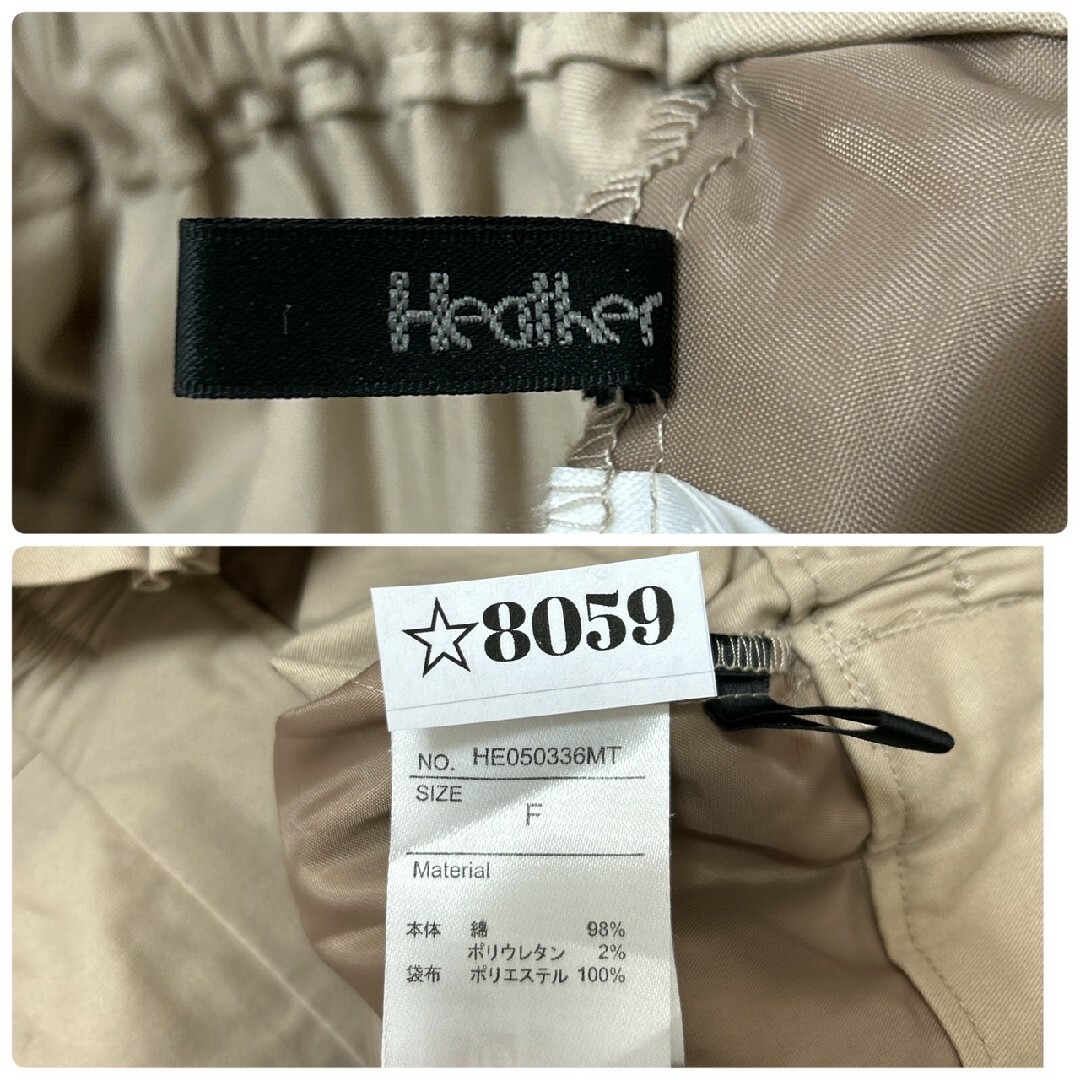 Heather
☆8059
NO. HE050336MT
SIZE
F
Material
本体 綿 98%
ポリウレタン 2%
袋布 ポリエステル 100%